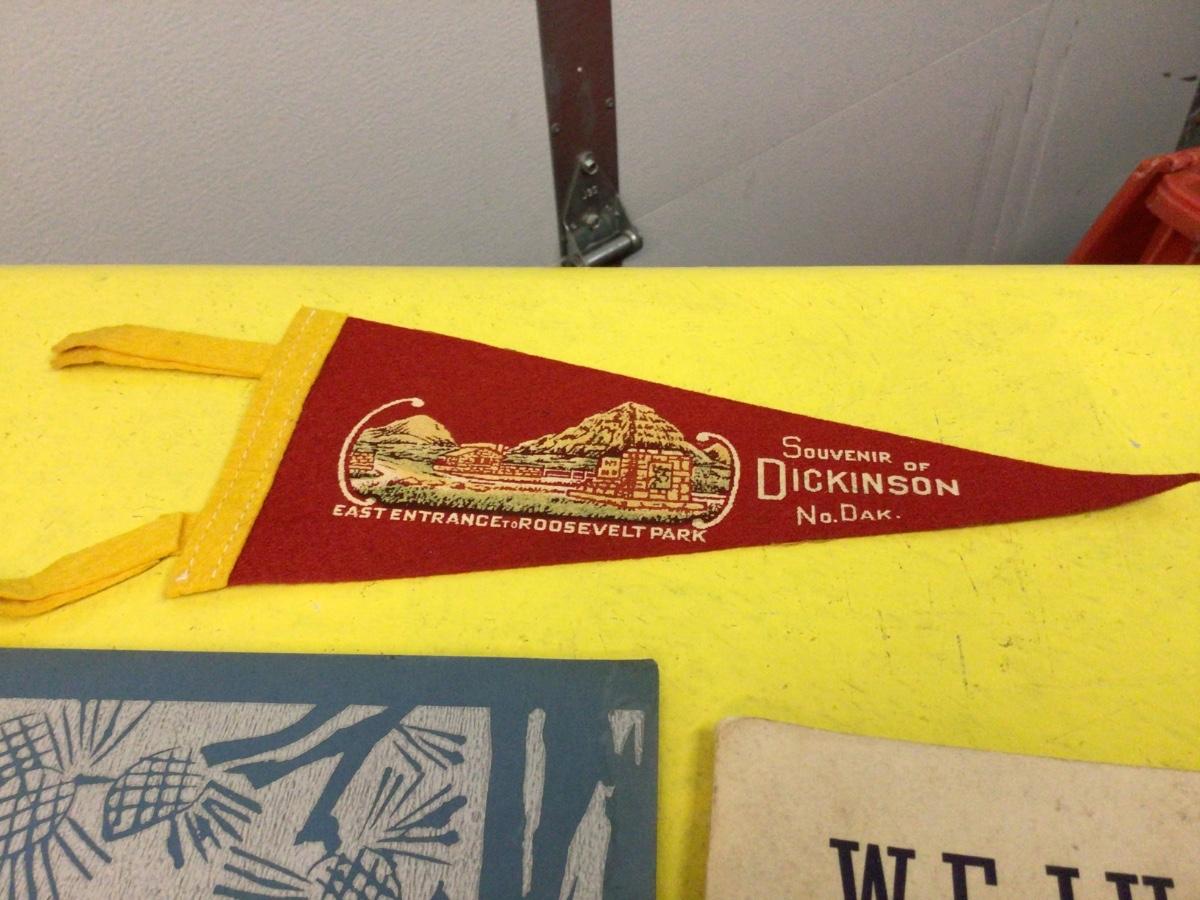 EAST ENTRANCE TO ROOSEVELT PARK
SOUVENIR OF
DICKINSON
NO. DAK.